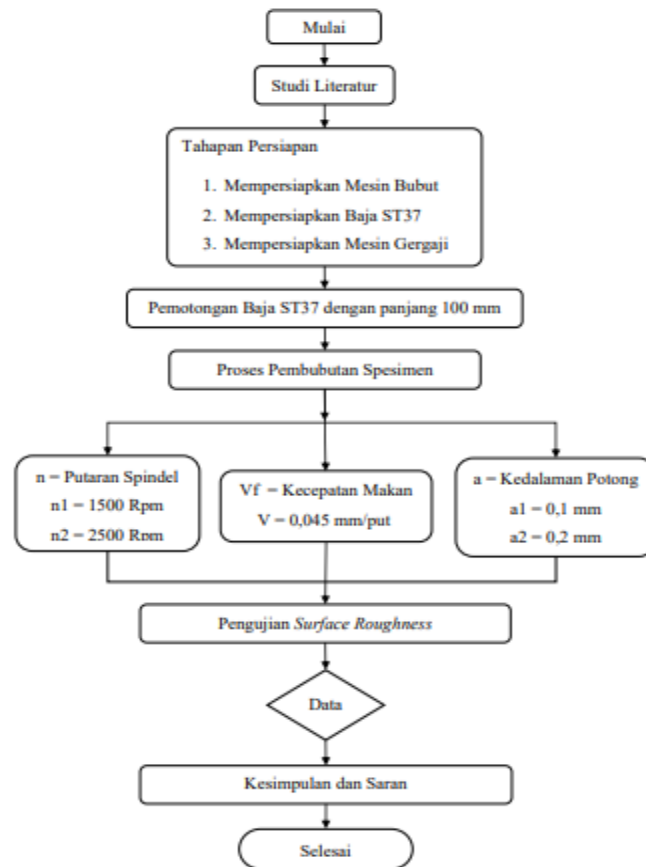 Mulai
Studi Literatur
Tahapan Persiapan
1. Mempersiapkan Mesin Bubut
2. Mempersiapkan Baja ST37
3. Mempersiapkan Mesin Gergaji
Pemotongan Baja ST37 dengan panjang 100 mm
Proses Pembubutan Spesimen
n = Putaran Spindel
n1 = 1500 Rpm
n2 = 2500 Rpm
Vf = Kecepatan Makan
V = 0,045 mm/put
a = Kedalaman Potong
a1 = 0,1 mm
a2 = 0,2 mm
Pengujian Surface Roughness
Data
Kesimpulan dan Saran
Selesai